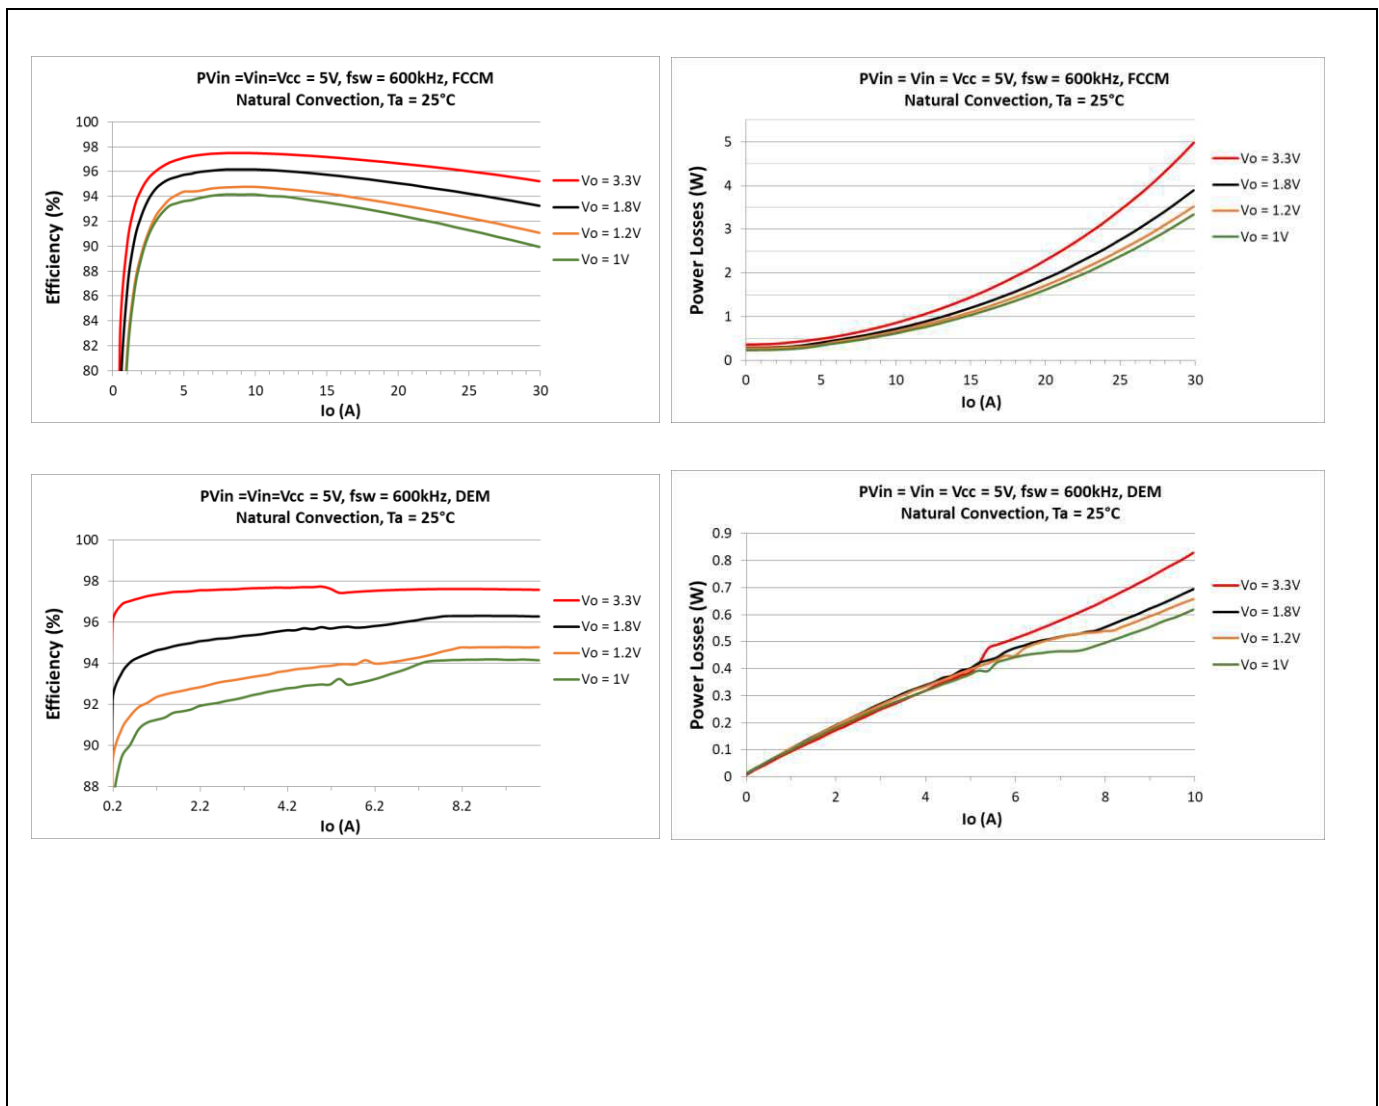 PVin =Vin=Vcc = 5V, fsw = 600kHz, FCCM
Natural Convection, Ta = 25°C
100
98
96
94
92
90
88
86
84
82
80
Efficiency (%)
0
5
10
15
20
25
30
Io (A)
Vo = 3.3V
Vo = 1.8V
Vo = 1.2V
Vo = 1V
PVin = Vin = Vcc = 5V, fsw = 600kHz, FCCM
Natural Convection, Ta = 25°C
5
4
3
2
1
0
Power Losses (W)
0
5
10
15
20
25
30
Io (A)
Vo = 3.3V
Vo = 1.8V
Vo = 1.2V
Vo = 1V
PVin =Vin=Vcc = 5V, fsw = 600kHz, DEM
Natural Convection, Ta = 25°C
100
98
96
94
92
90
88
Efficiency (%)
0.2
2.2
4.2
6.2
8.2
Io (A)
Vo = 3.3V
Vo = 1.8V
Vo = 1.2V
Vo = 1V
PVin = Vin = Vcc = 5V, fsw = 600kHz, DEM
Natural Convection, Ta = 25°C
0.9
0.8
0.7
0.6
0.5
0.4
0.3
0.2
0.1
0
Power Losses (W)
0
2
4
6
8
10
Io (A)
Vo = 3.3V
Vo = 1.8V
Vo = 1.2V
Vo = 1V